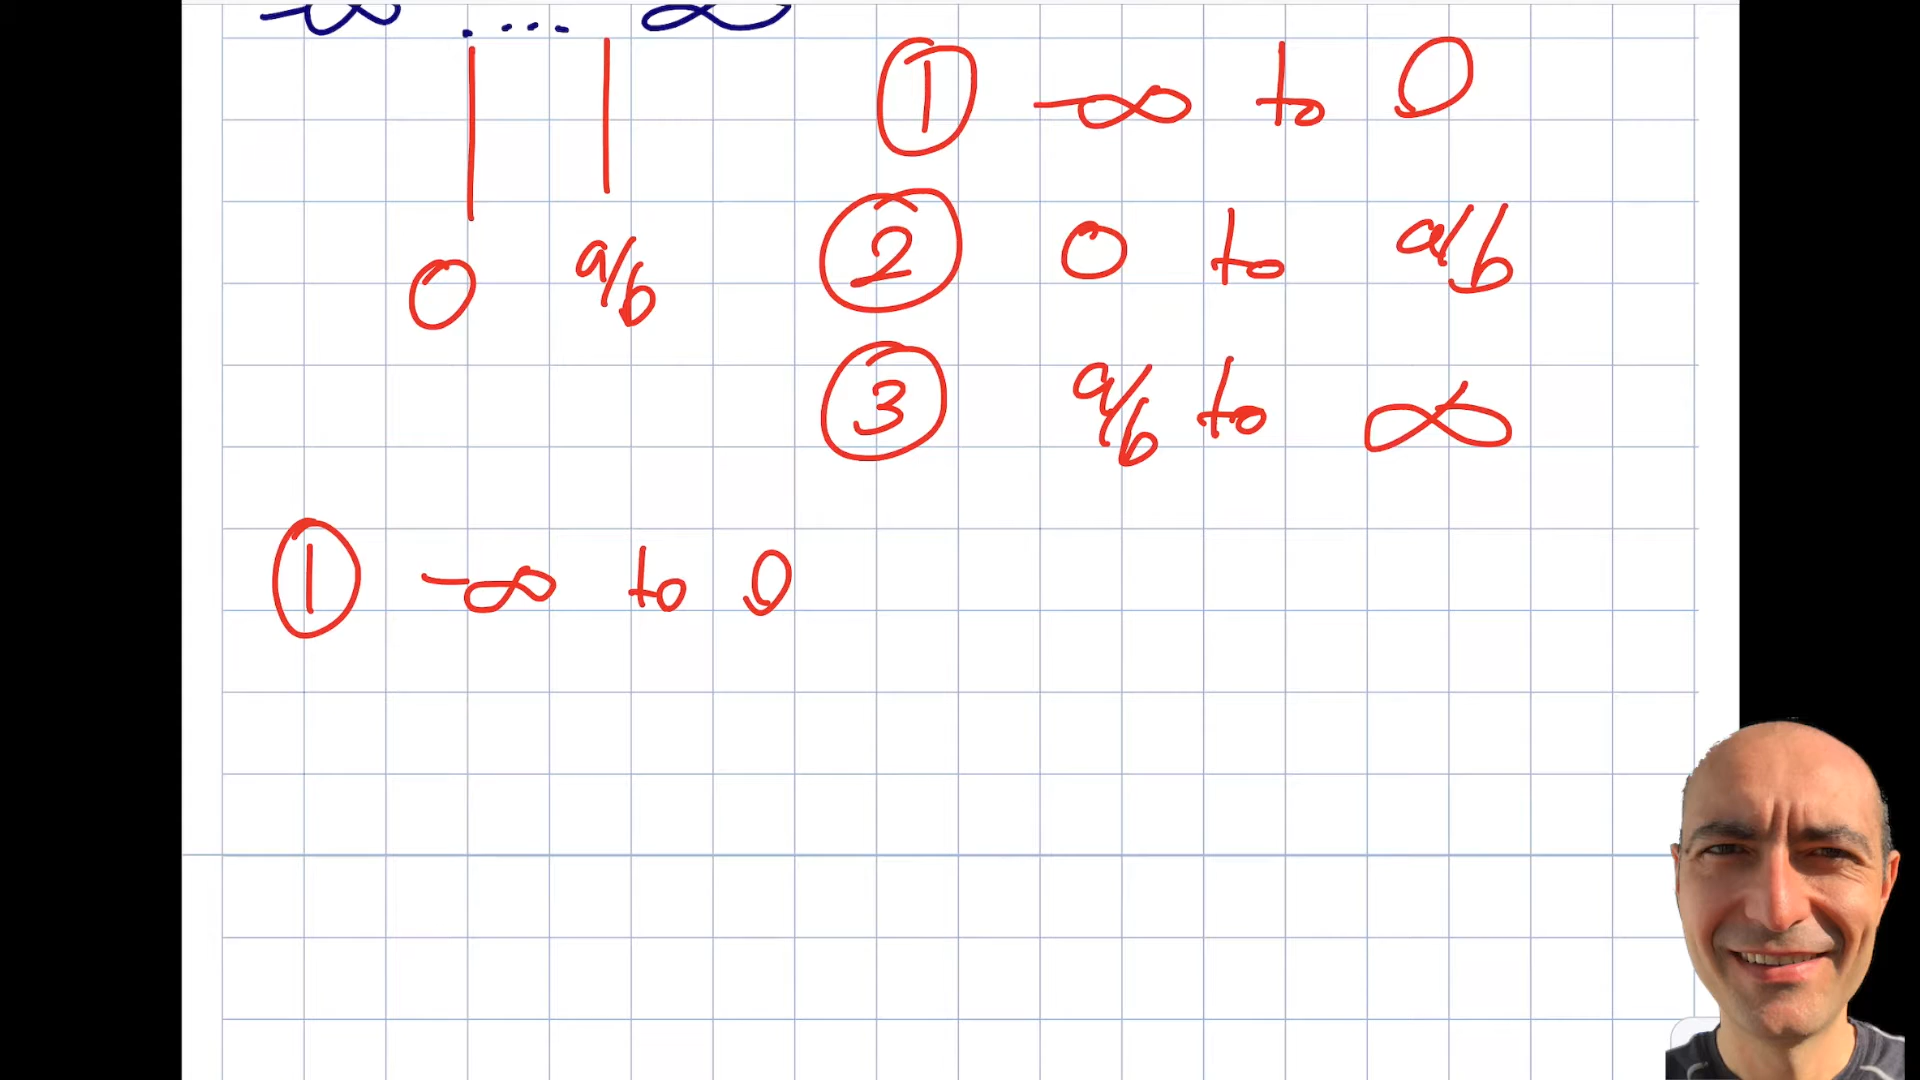 -∞ .... ∞
0 a/b
① -∞ to 0
② 0 to a/b
③ a/b to ∞
① -∞ to 0